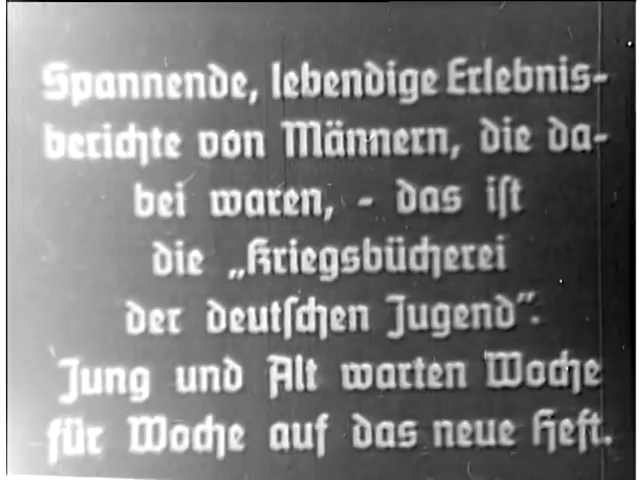 Spannende, lebendige Erlebnis-
berichte von Männern, die da-
bei waren, - das iſt
die „Kriegsbücherei
der deutſchen Jugend“.
Jung und Alt warten Woche
für Woche auf das neue Heft.